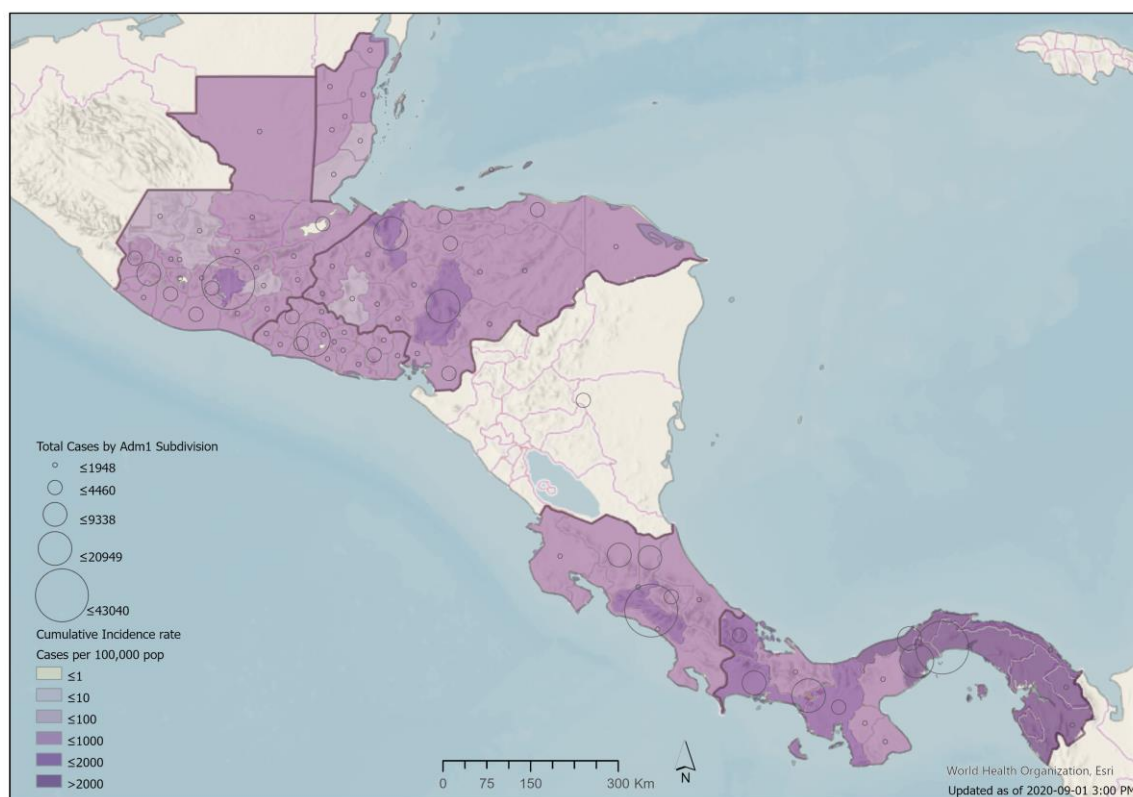 Total Cases by Adm1 Subdivision
≤1948
≤4460
≤9338
≤20949
≤43040
Cumulative Incidence rate
Cases per 100,000 pop
≤1
≤10
≤100
≤1000
≤2000
>2000
0 75 150 300 Km
N
World Health Organization, Esri
Updated as of 2020-09-01 3:00 PM